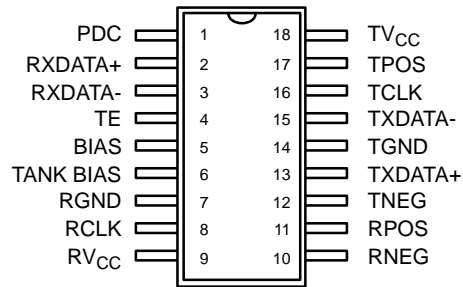 PDC 1 18 TVCC
RXDATA+ 2 17 TPOS
RXDATA- 3 16 TCLK
TE 4 15 TXDATA-
BIAS 5 14 TGND
TANK BIAS 6 13 TXDATA+
RGND 7 12 TNEG
RCLK 8 11 RPOS
RVCC 9 10 RNEG